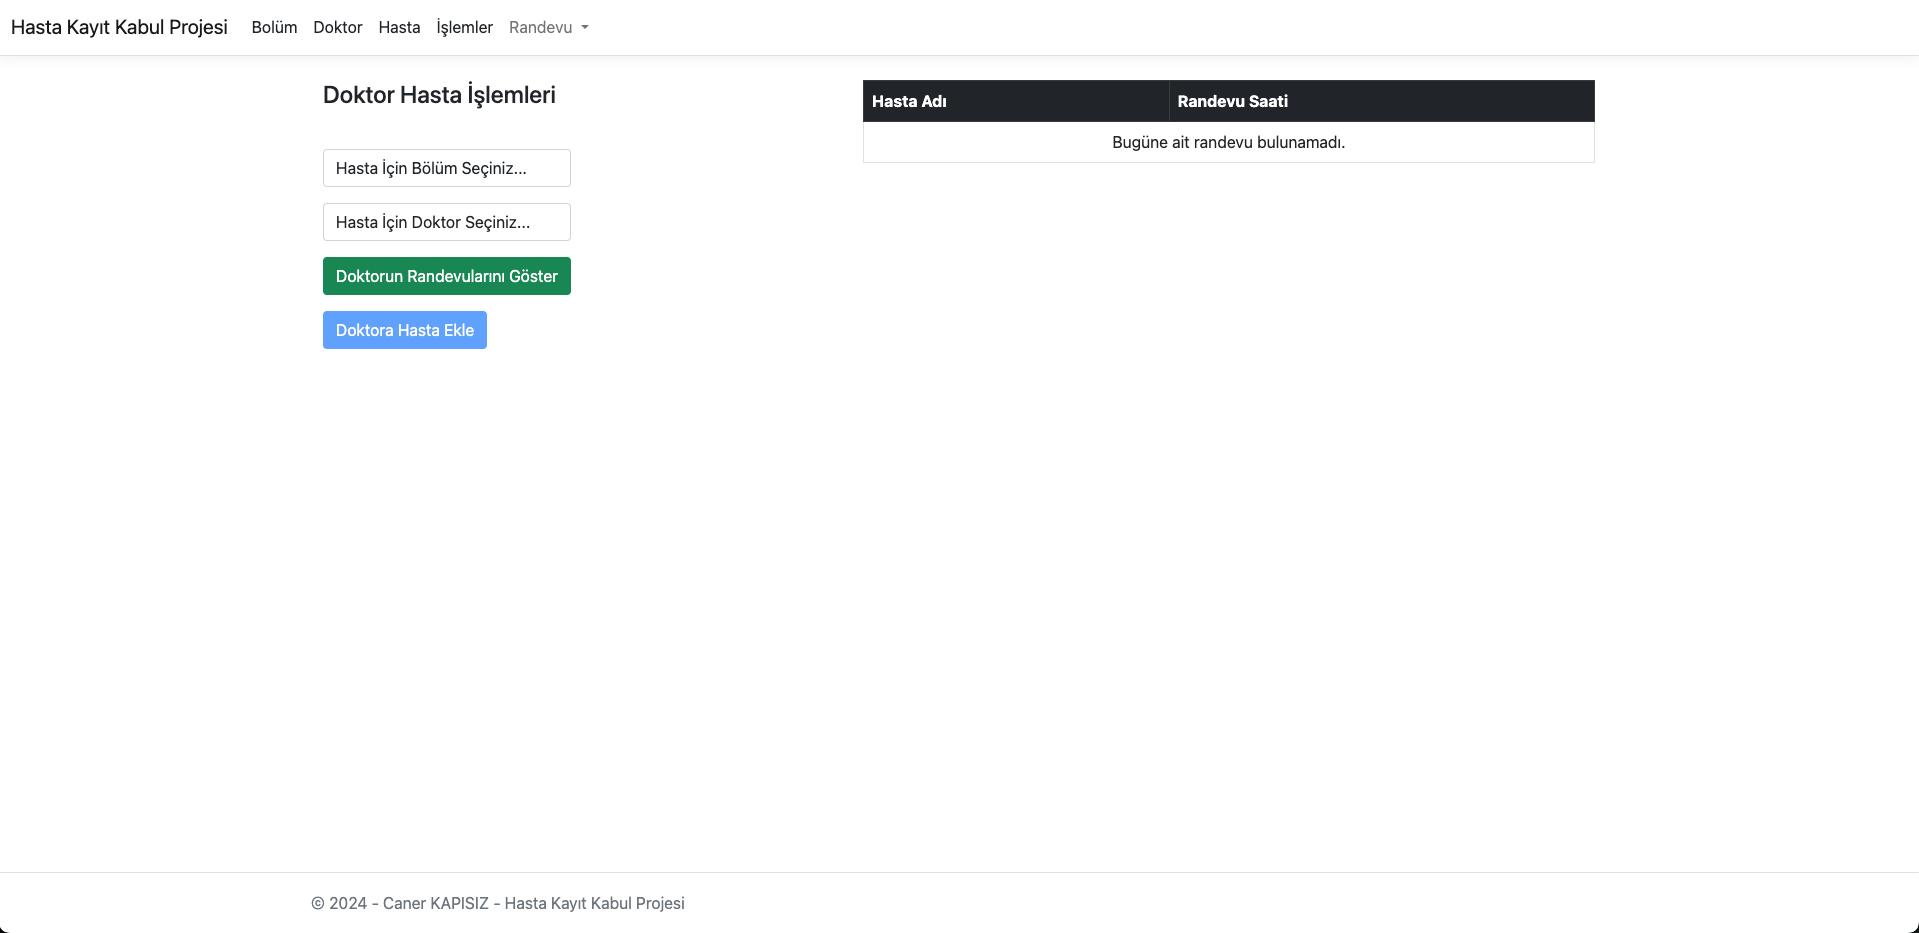 Hasta Kayıt Kabul Projesi Bolüm Doktor Hasta İşlemler Randevu
Doktor Hasta İşlemleri
Hasta İçin Bölüm Seçiniz...
Hasta İçin Doktor Seçiniz...
Doktorun Randevularını Göster
Doktora Hasta Ekle
Hasta Adı Randevu Saati
Bugüne ait randevu bulunamadı.
© 2024 - Caner KAPISIZ - Hasta Kayıt Kabul Projesi